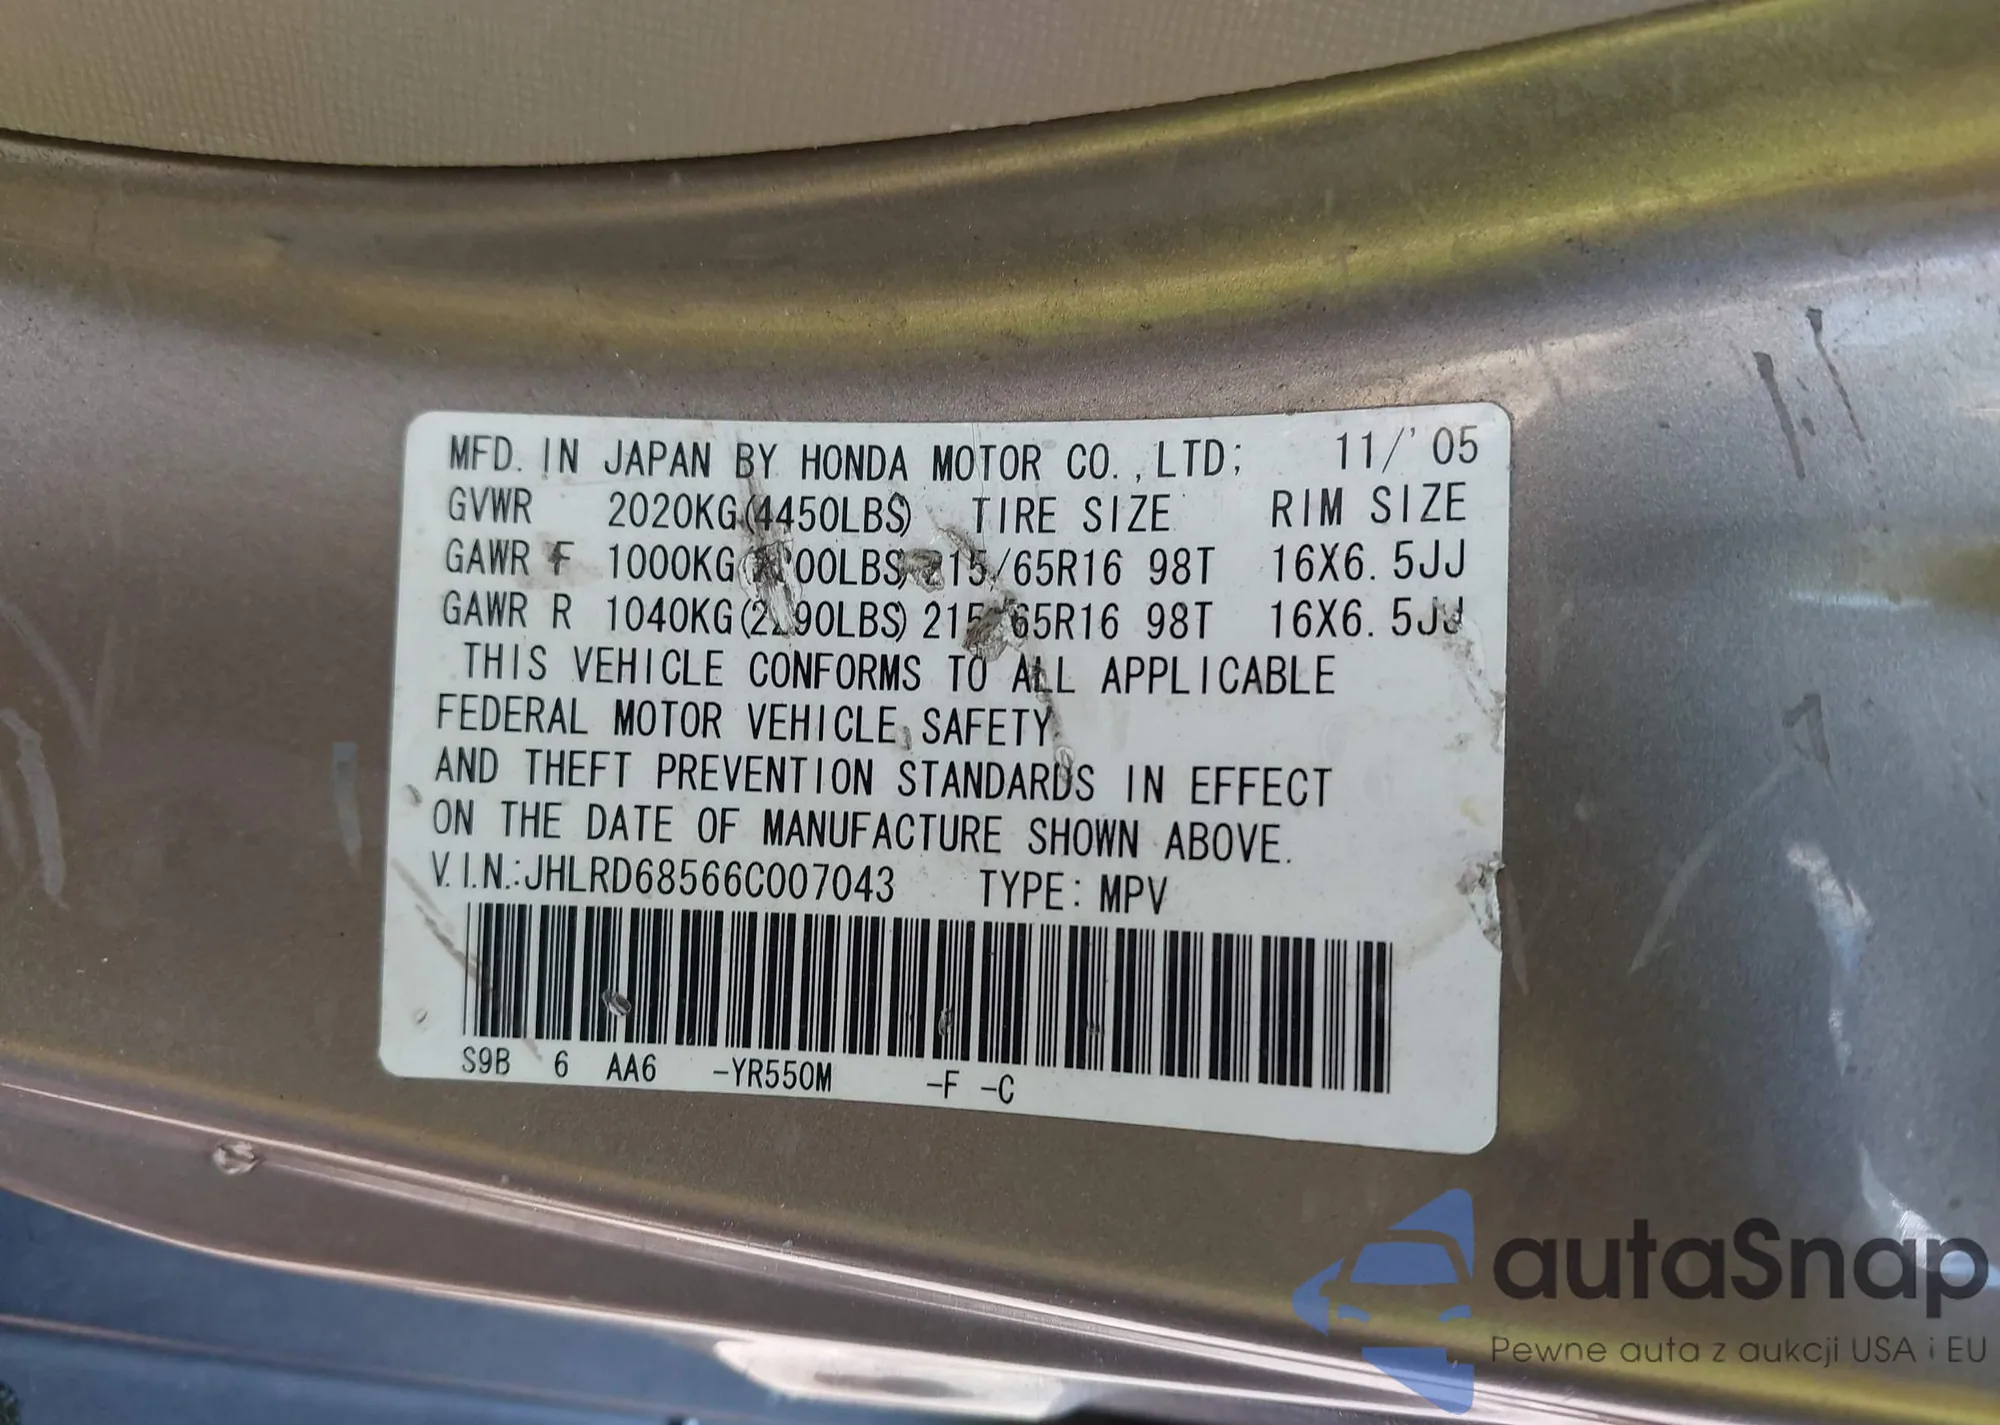 MFD. IN JAPAN BY HONDA MOTOR CO.,LTD; 11/'05
GVWR 2020KG(4450LBS) TIRE SIZE RIM SIZE
GAWR F 1000KG 215/65R16 98T 16X6.5JJ
GAWR R 1040KG(2290LBS) 215/65R16 98T 16X6.5JJ
THIS VEHICLE CONFORMS TO ALL APPLICABLE
FEDERAL MOTOR VEHICLE SAFETY
AND THEFT PREVENTION STANDARDS IN EFFECT
ON THE DATE OF MANUFACTURE SHOWN ABOVE.
V.I.N.:JHLRD68566C007043 TYPE: MPV
S9B 6 AA6 -YR550M -F -C
autaSnap
Pewne auta z aukcji USA i EU